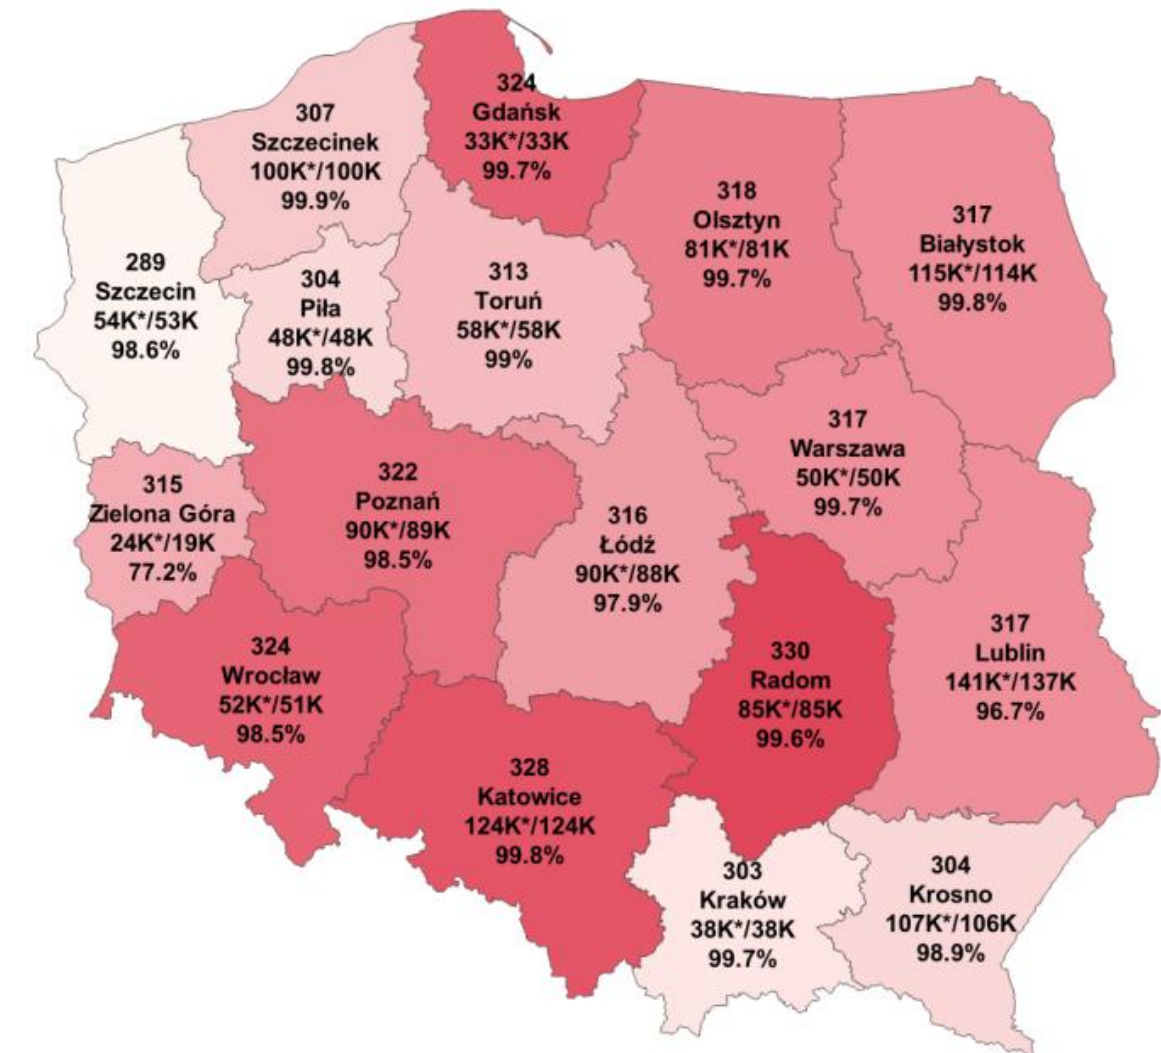 324
Gdańsk
33K*/33K
99.7%
307
Szczecinek
100K*/100K
99.9%
318
Olsztyn
81K*/81K
99.7%
317
Białystok
115K*/114K
99.8%
289
Szczecin
54K*/53K
98.6%
304
Piła
48K*/48K
99.8%
313
Toruń
58K*/58K
99%
317
Warszawa
50K*/50K
99.7%
315
Zielona Góra
24K*/19K
77.2%
322
Poznań
90K*/89K
98.5%
316
Łódź
90K*/88K
97.9%
324
Wrocław
52K*/51K
98.5%
330
Radom
85K*/85K
99.6%
317
Lublin
141K*/137K
96.7%
328
Katowice
124K*/124K
99.8%
303
Kraków
38K*/38K
99.7%
304
Krosno
107K*/106K
98.9%